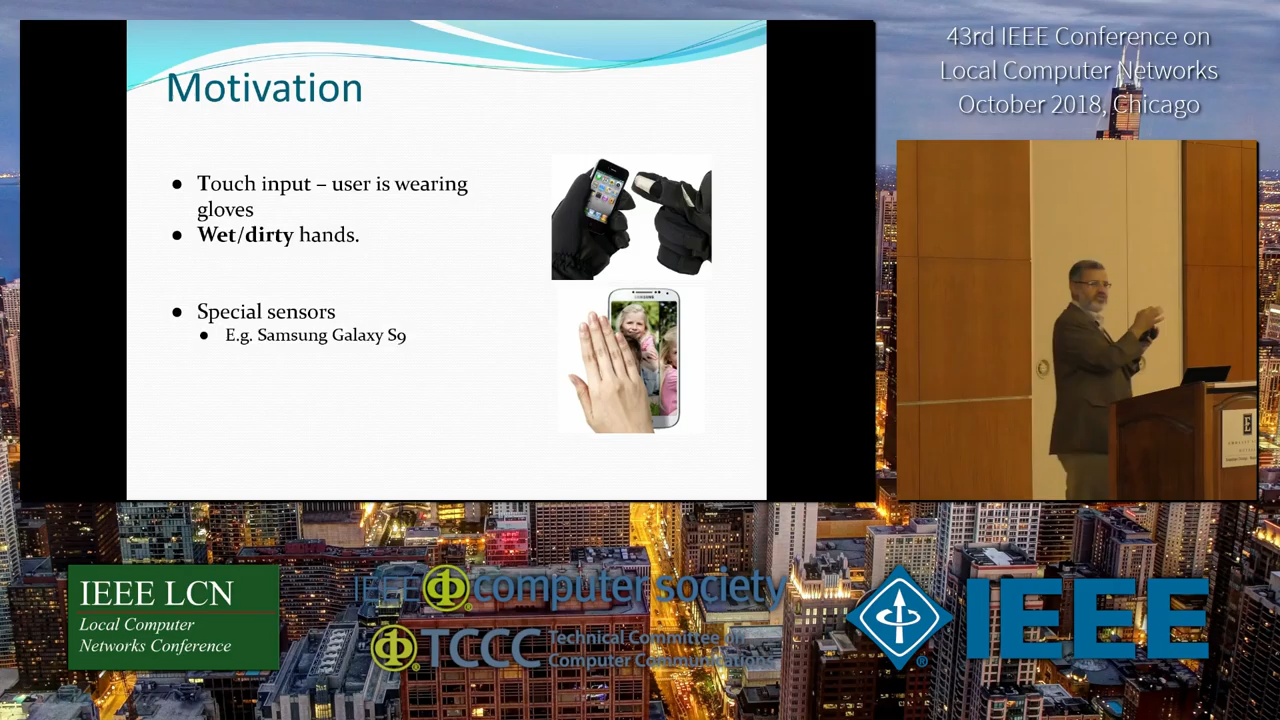 43rd IEEE Conference on
Local Computer Networks
October 2018, Chicago
Motivation
● Touch input – user is wearing
gloves
● Wet/dirty hands.
● Special sensors
● E.g. Samsung Galaxy S9
SAMSUNG
IEEE LCN
Local Computer
Networks Conference
IEEE computer society
TCCC Technical Committee on
Computer Communications
IEEE